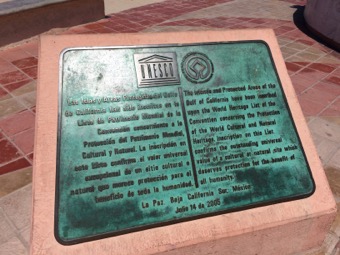 UNESCO
UNESCO
Las Islas y Áreas Protegidas del Golfo
de California han sido inscritas en la
Lista de Patrimonio Mundial de la
Convención concerniente a la
Protección del Patrimonio Mundial,
Cultural y Natural. La inscripción en
esta Lista confirma el valor universal
excepcional de un sitio cultural o
natural que merece protección para el
beneficio de toda la humanidad.
The Islands and Protected Areas of the
Gulf of California have been inscribed
upon the World Heritage List of the
Convention concerning the Protection
of the World Cultural and Natural
Heritage. Inscription on this List
confirms the outstanding universal
value of a cultural or natural site which
deserves protection for the benefit of
all humanity.
La Paz, Baja California Sur, México
Julio 14 de 2005